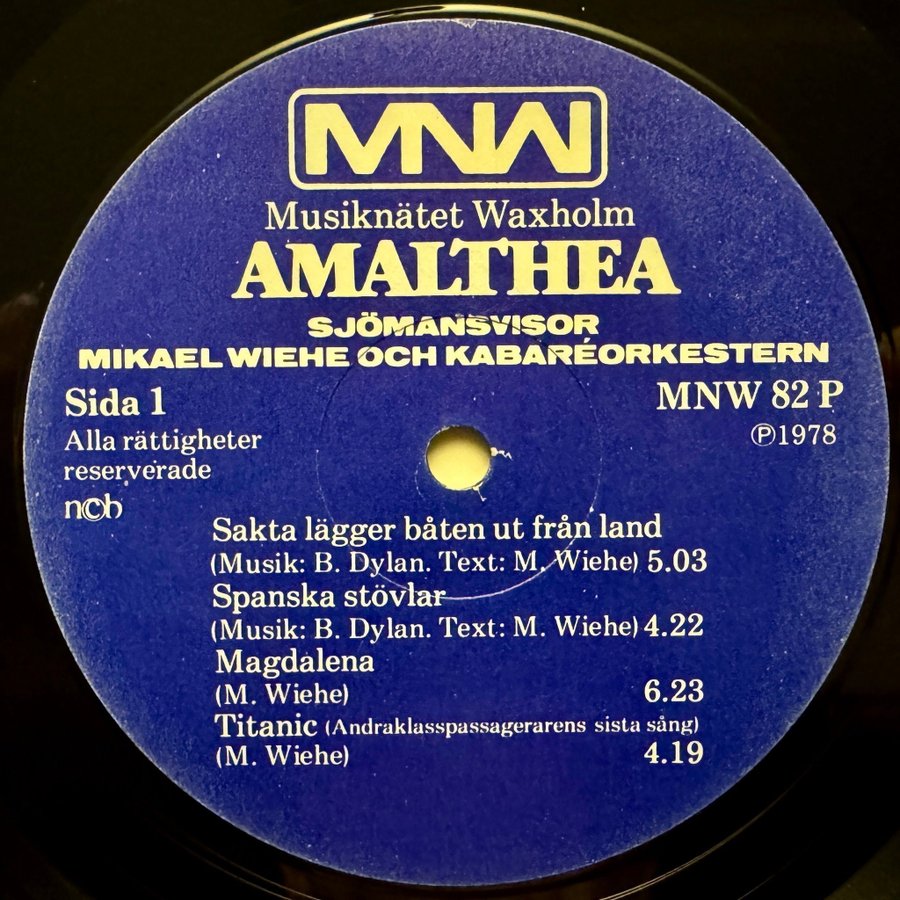 MNW
Musiknätet Waxholm
AMALTHEA
SJÖMANSVISOR
MIKAEL WIEHE OCH KABARÉORKESTERN
Sida 1
MNW 82 P
Alla rättigheter
reserverade
Ⓟ1978
n©b
Sakta lägger båten ut från land
(Musik: B. Dylan. Text: M. Wiehe) 5.03
Spanska stövlar
(Musik: B. Dylan. Text: M. Wiehe) 4.22
Magdalena
(M. Wiehe) 6.23
Titanic (Andraklasspassagerarens sista sång)
(M. Wiehe) 4.19